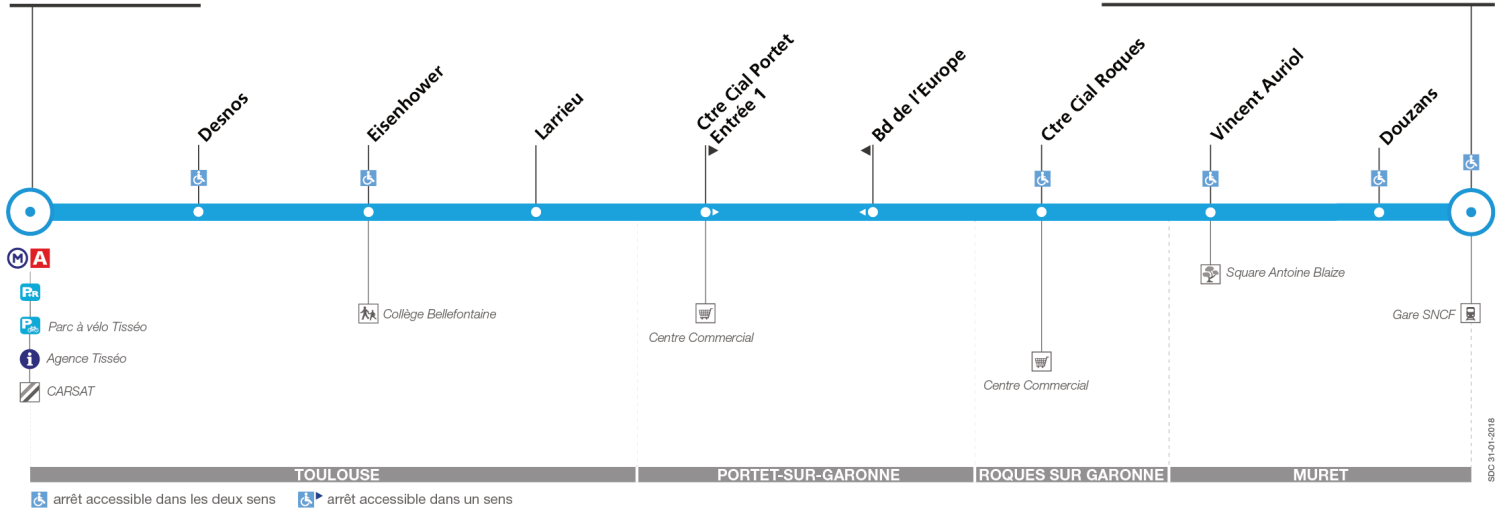 Desnos
Eisenhower
Larrieu
Ctre Cial Portet
Entrée 1
Bd de l'Europe
Ctre Cial Roques
Vincent Auriol
Douzans
M A
P+R
Parc à vélo Tisséo
P
i
Agence Tisséo
CARSAT
Collège Bellefontaine
Centre Commercial
Centre Commercial
Square Antoine Blaize
Gare SNCF
TOULOUSE
PORTET-SUR-GARONNE
ROQUES SUR GARONNE
MURET
arrêt accessible dans les deux sens
arrêt accessible dans un sens
SDC 31-01-2018